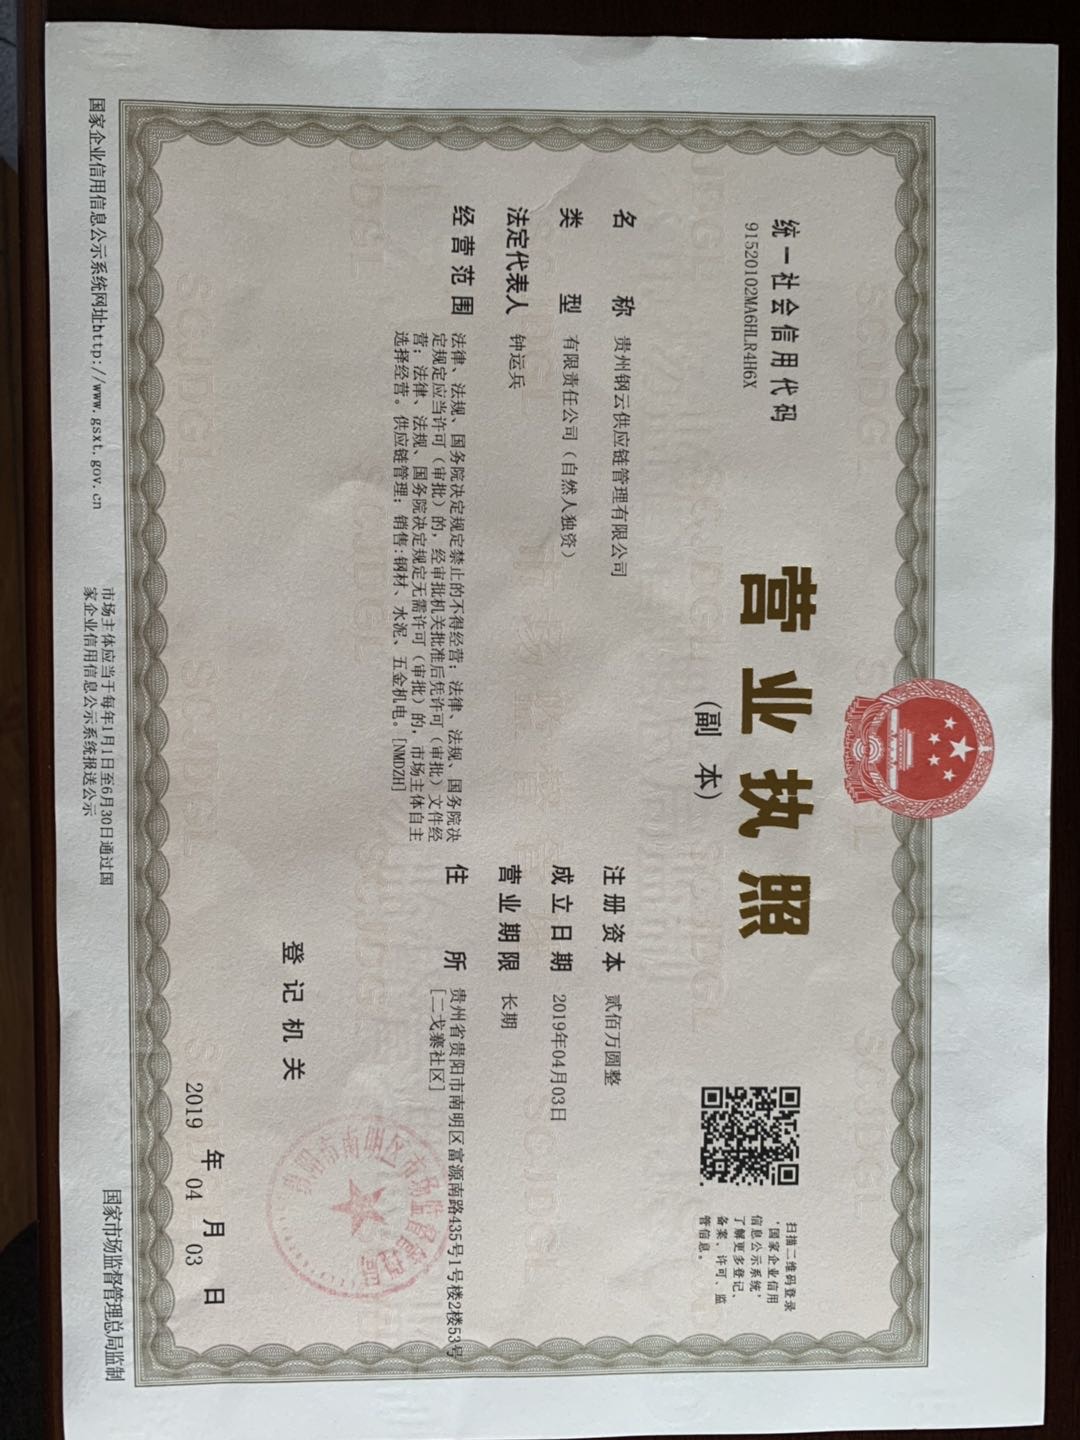 营业执照
(副 本)
统一社会信用代码
91520102MA6HLR4H6X
扫描二维码登录
‘国家企业信用
信息公示系统’
了解更多登记、
备案、许可、监
管信息。
名 称 贵州钢云供应链管理有限公司
类 型 有限责任公司（自然人独资）
法定代表人 钟运兵
经营范围 法律、法规、国务院决定规定禁止的不得经营；法律、法规、国务院决
定规定应当许可（审批）的，经审批机关批准后凭许可（审批）文件经
营；法律、法规、国务院决定规定无需许可（审批）的，市场主体自主
选择经营。供应链管理；销售:钢材、水泥、五金机电。[NMDZH]
注册资本 贰佰万圆整
成立日期 2019年04月03日
营业期限 长期
住 所 贵州省贵阳市南明区富源南路435号1号楼2楼53号
[二戈寨社区]
登记机关
贵阳市南明区市场监督管理局
2019 年 04 月 03 日
国家企业信用信息公示系统网址http://www.gsxt.gov.cn
市场主体应当于每年1月1日至6月30日通过国
家企业信用信息公示系统报送公示
国家市场监督管理总局监制